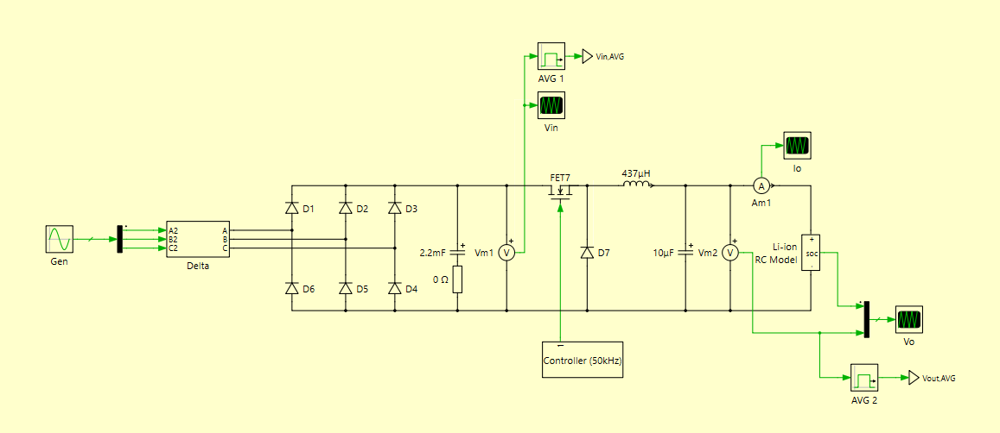 AVG 1
Vin,AVG
Vin
Gen
A2
B2
C2
A
B
C
Delta
D1
D2
D3
D6
D5
D4
2.2mF
0 Ω
+
Vm1
V
+
FET7
437µH
D7
10µF
+
Vm2
V
+
A
Am1
Io
Li-ion
RC Model
+
soc
-
1
Controller (50kHz)
Vo
AVG 2
Vout,AVG